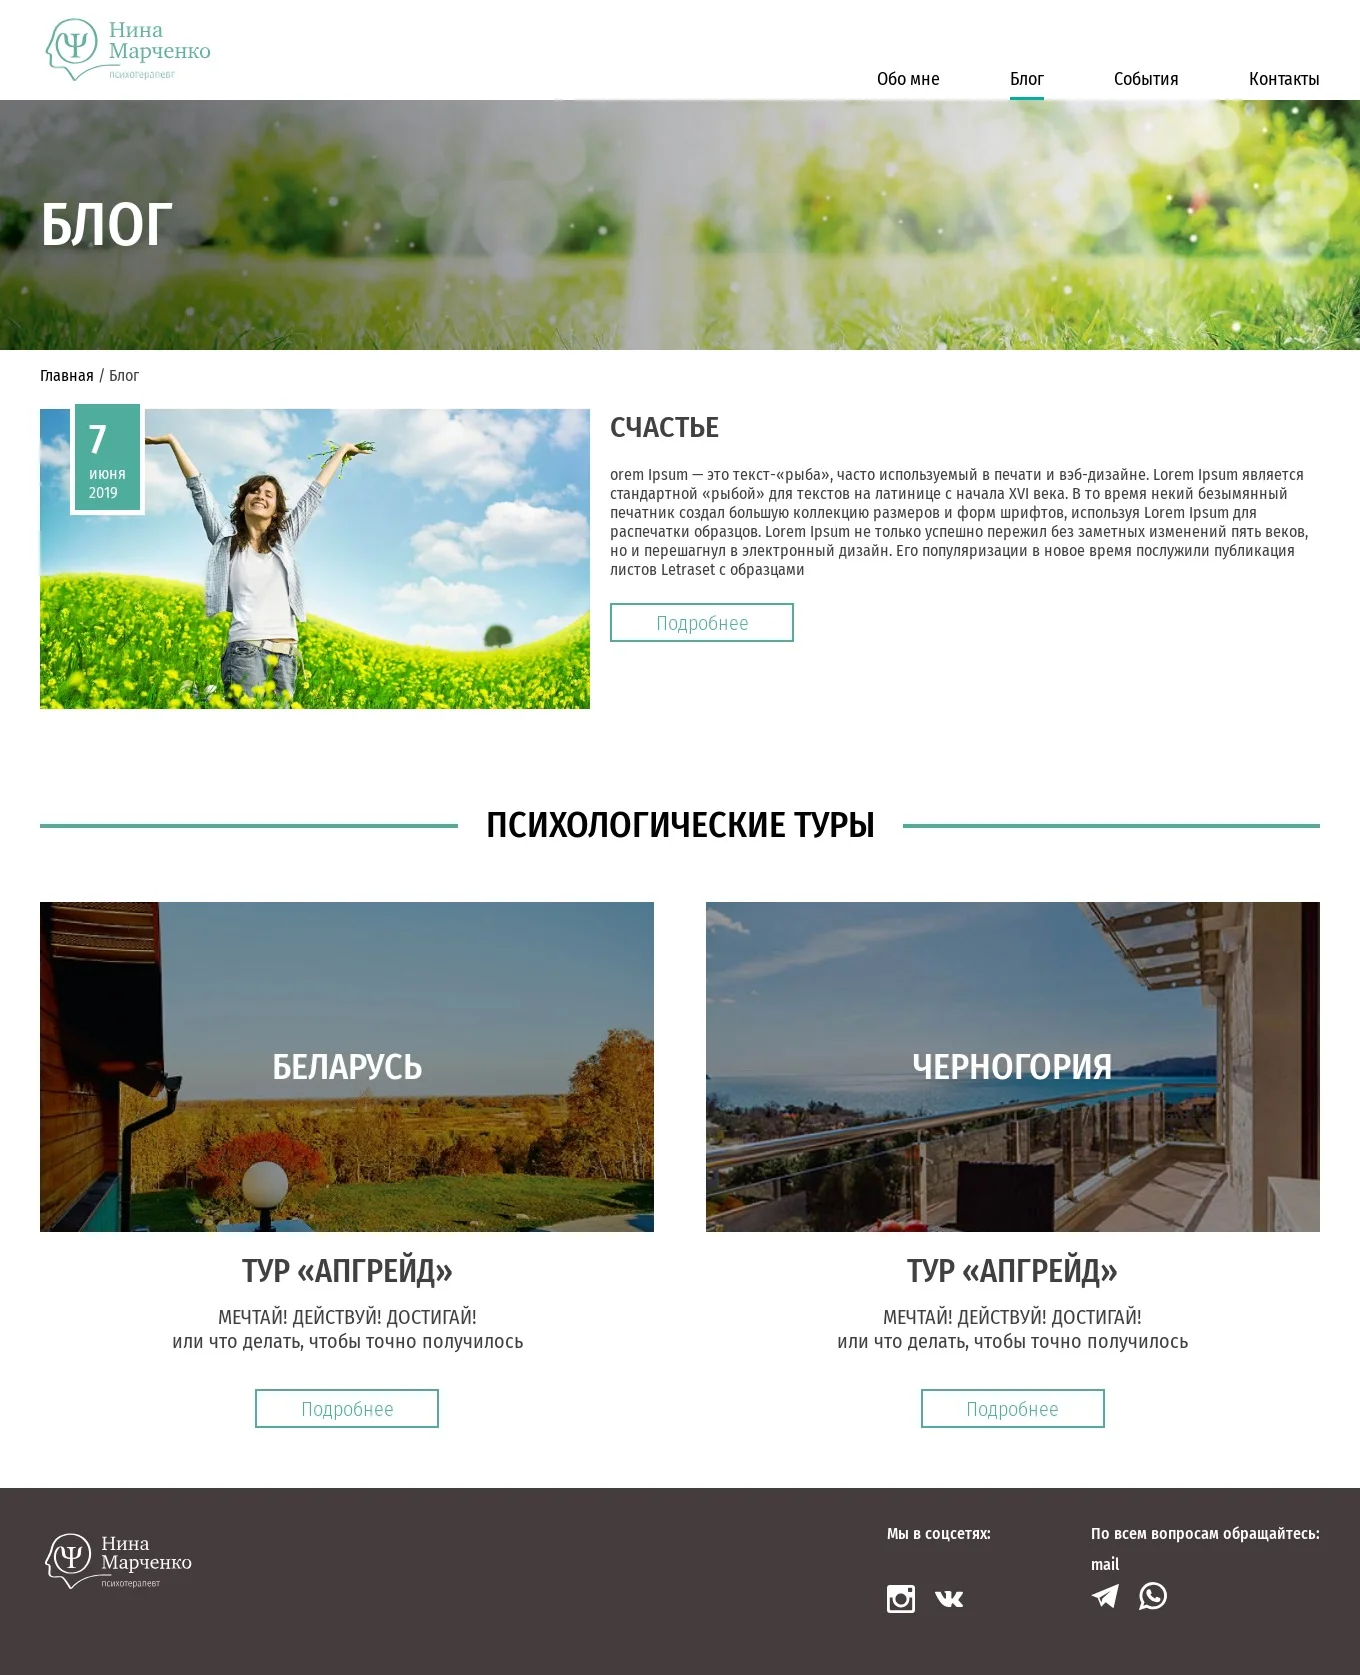 Нина
Марченко
психотерапевт
Обо мне
Блог
События
Контакты
БЛОГ
Главная / Блог
7
июня
2019
СЧАСТЬЕ
orem Ipsum — это текст-«рыба», часто используемый в печати и вэб-дизайне. Lorem Ipsum является
стандартной «рыбой» для текстов на латинице с начала XVI века. В то время некий безымянный
печатник создал большую коллекцию размеров и форм шрифтов, используя Lorem Ipsum для
распечатки образцов. Lorem Ipsum не только успешно пережил без заметных изменений пять веков,
но и перешагнул в электронный дизайн. Его популяризации в новое время послужили публикация
листов Letraset с образцами
Подробнее
ПСИХОЛОГИЧЕСКИЕ ТУРЫ
БЕЛАРУСЬ
ТУР «АПГРЕЙД»
МЕЧТАЙ! ДЕЙСТВУЙ! ДОСТИГАЙ!
или что делать, чтобы точно получилось
Подробнее
ЧЕРНОГОРИЯ
ТУР «АПГРЕЙД»
МЕЧТАЙ! ДЕЙСТВУЙ! ДОСТИГАЙ!
или что делать, чтобы точно получилось
Подробнее
Нина
Марченко
психотерапевт
Мы в соцсетях:
По всем вопросам обращайтесь:
mail